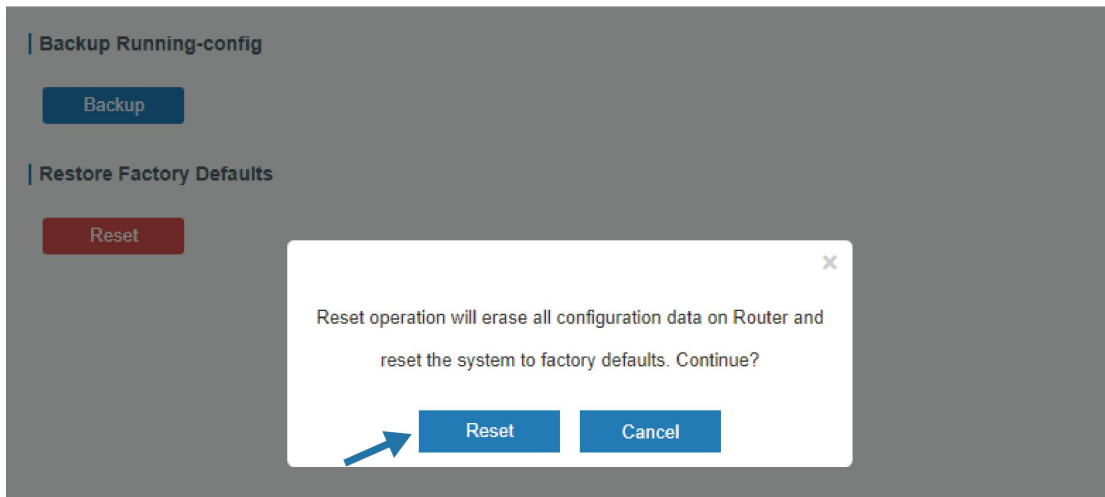 Backup Running-config
Backup
Restore Factory Defaults
Reset
×
Reset operation will erase all configuration data on Router and
reset the system to factory defaults. Continue?
Reset Cancel